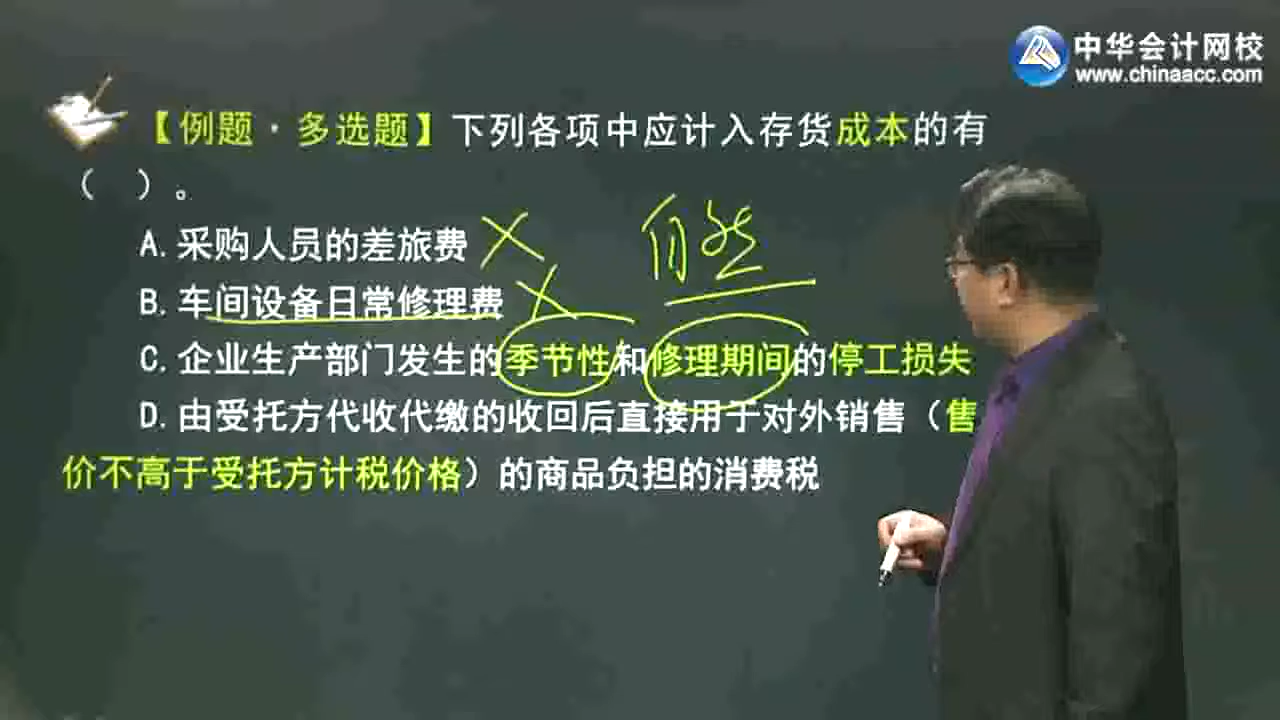 中华会计网校
www.chinaacc.com
【例题·多选题】下列各项中应计入存货成本的有
（ ）。
A. 采购人员的差旅费
自然
B. 车间设备日常修理费
C. 企业生产部门发生的季节性和修理期间的停工损失
D. 由受托方代收代缴的收回后直接用于对外销售（售
价不高于受托方计税价格）的商品负担的消费税